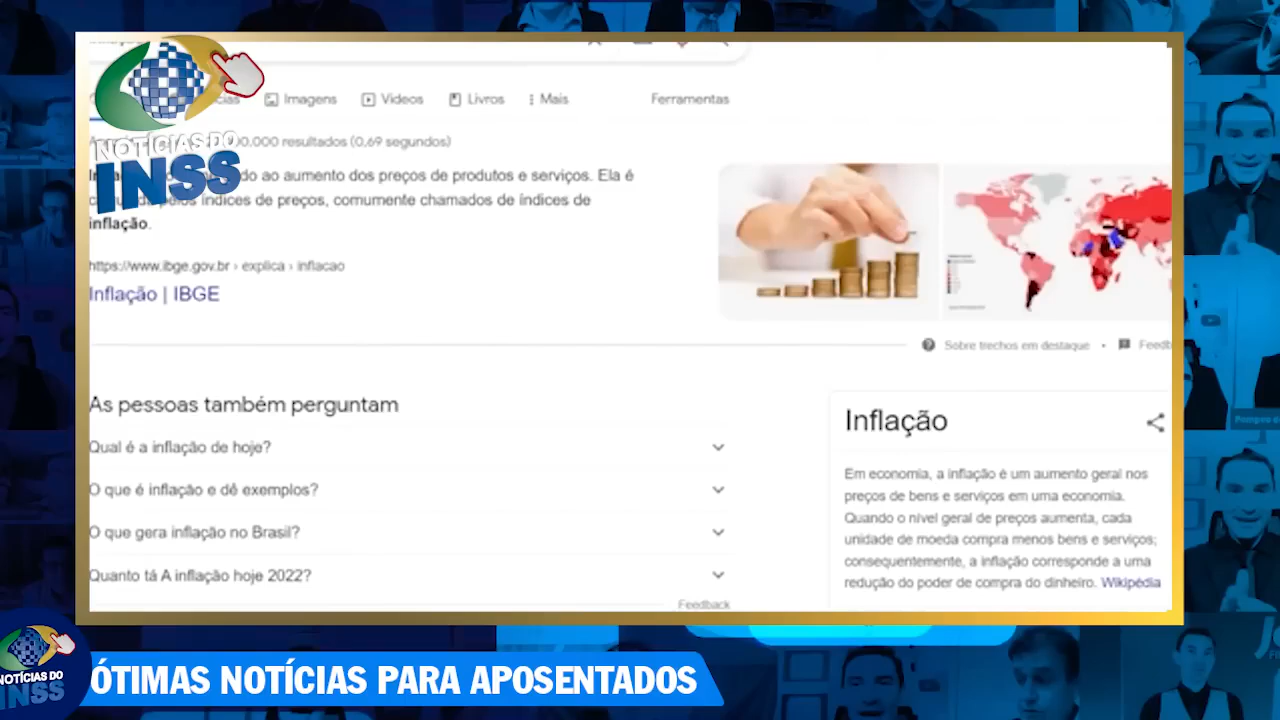 Imagens
Vídeos
Livros
Mais
Ferramentas
00.000 resultados (0,69 segundos)
NOTÍCIAS DO
INSS
do ao aumento dos preços de produtos e serviços. Ela é
índices de preços, comumente chamados de índices de
inflação.
https://www.ibge.gov.br › explica › inflacao
Inflação | IBGE
Sobre trechos em destaque • Feedb
As pessoas também perguntam
Qual é a inflação de hoje?
O que é inflação e dê exemplos?
O que gera inflação no Brasil?
Quanto tá A inflação hoje 2022?
Feedback
Inflação
Em economia, a inflação é um aumento geral nos
preços de bens e serviços em uma economia.
Quando o nível geral de preços aumenta, cada
unidade de moeda compra menos bens e serviços;
consequentemente, a inflação corresponde a uma
redução do poder de compra do dinheiro. Wikipédia
NOTÍCIAS DO
INSS
ÓTIMAS NOTÍCIAS PARA APOSENTADOS